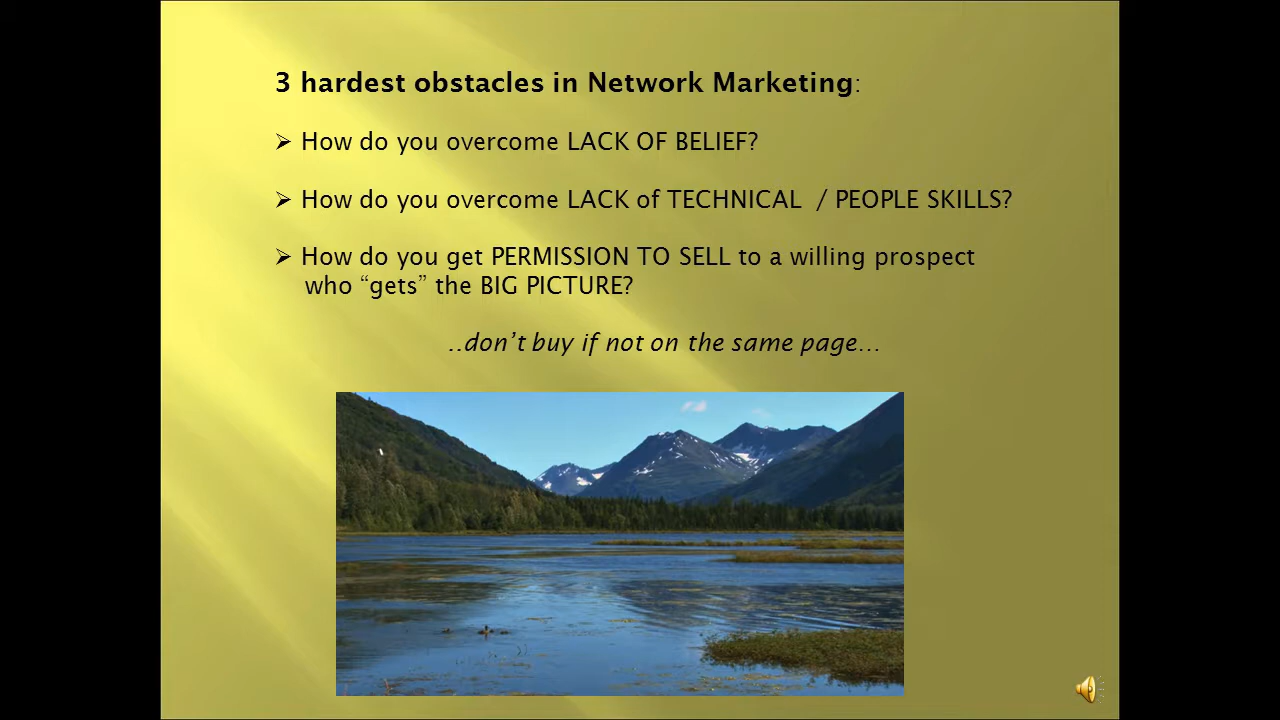 3 hardest obstacles in Network Marketing:
➢ How do you overcome LACK OF BELIEF?
➢ How do you overcome LACK of TECHNICAL / PEOPLE SKILLS?
➢ How do you get PERMISSION TO SELL to a willing prospect
who “gets” the BIG PICTURE?
..don’t buy if not on the same page…